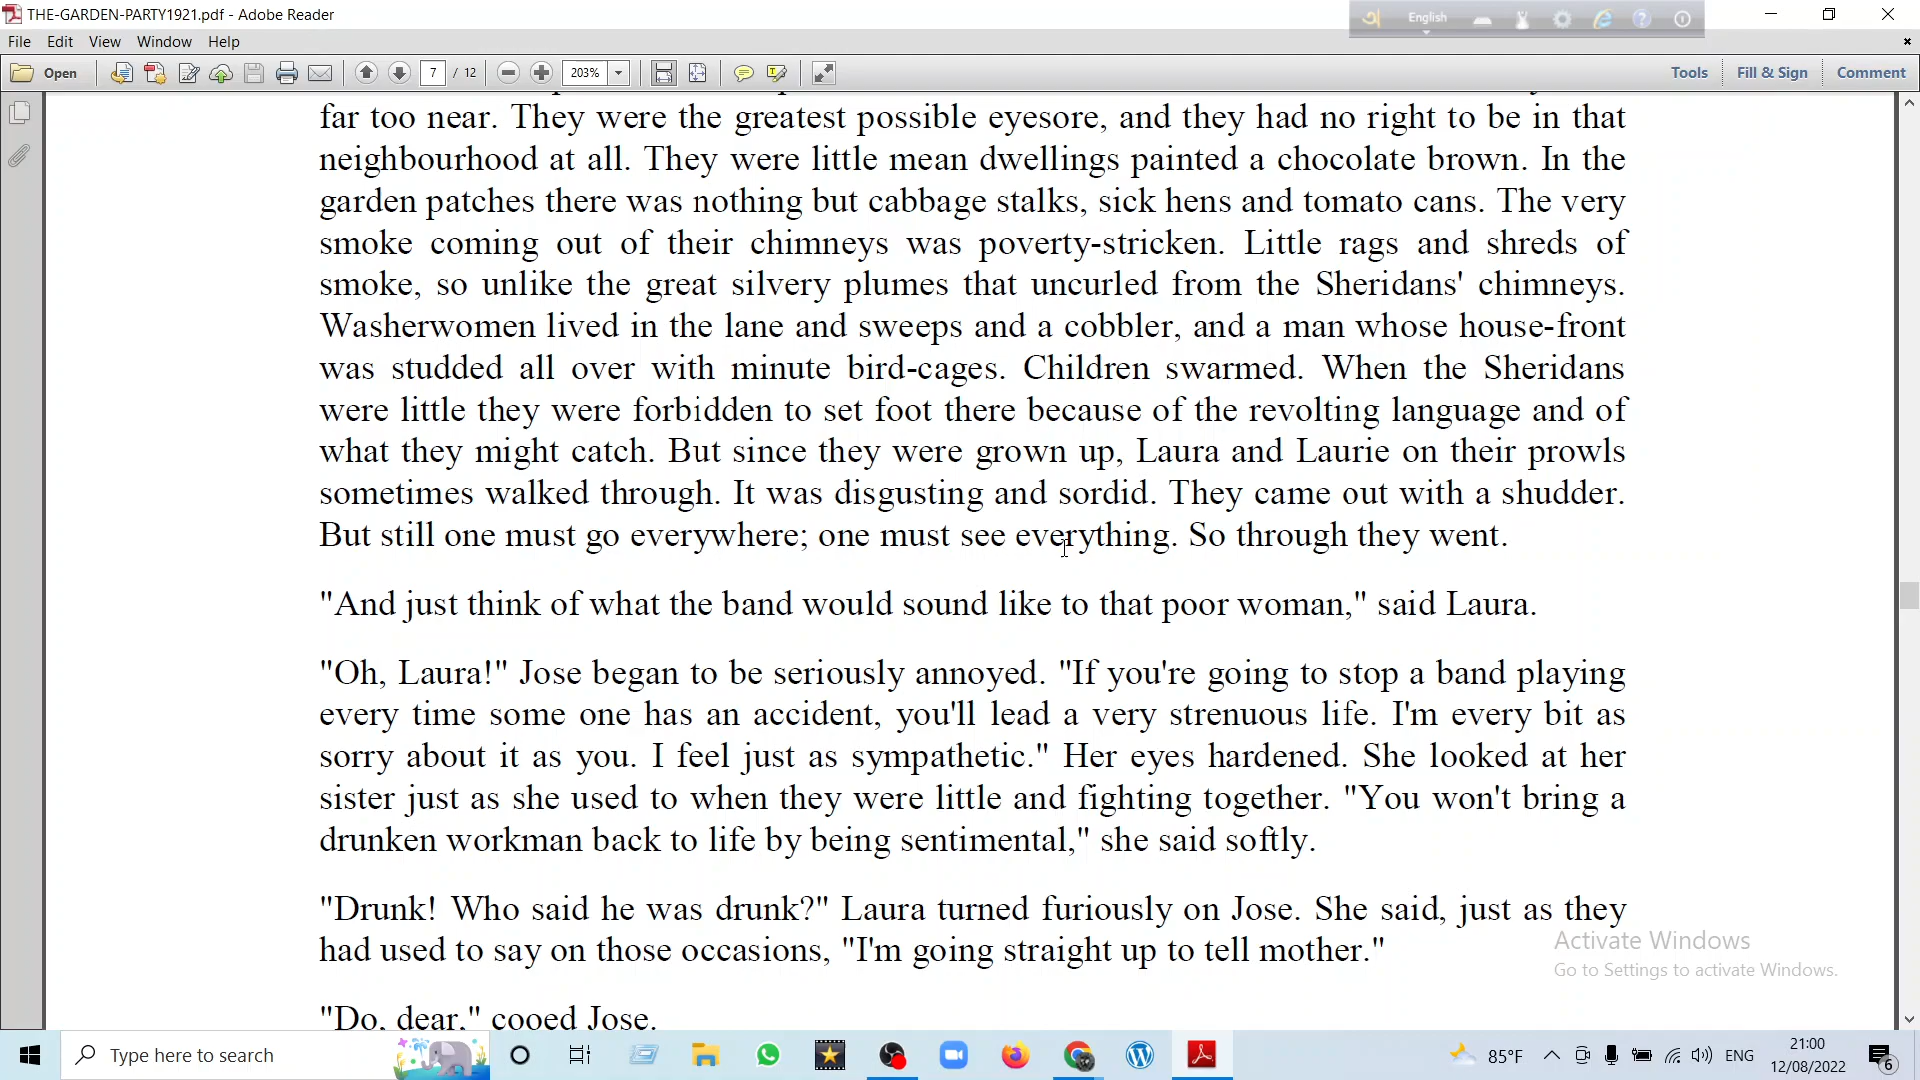 THE-GARDEN-PARTY1921.pdf - Adobe Reader
English
File Edit View Window Help
Open 7 / 12 203% Tools Fill & Sign Comment
far too near. They were the greatest possible eyesore, and they had no right to be in that
neighbourhood at all. They were little mean dwellings painted a chocolate brown. In the
garden patches there was nothing but cabbage stalks, sick hens and tomato cans. The very
smoke coming out of their chimneys was poverty-stricken. Little rags and shreds of
smoke, so unlike the great silvery plumes that uncurled from the Sheridans' chimneys.
Washerwomen lived in the lane and sweeps and a cobbler, and a man whose house-front
was studded all over with minute bird-cages. Children swarmed. When the Sheridans
were little they were forbidden to set foot there because of the revolting language and of
what they might catch. But since they were grown up, Laura and Laurie on their prowls
sometimes walked through. It was disgusting and sordid. They came out with a shudder.
But still one must go everywhere; one must see everything. So through they went.
"And just think of what the band would sound like to that poor woman," said Laura.
"Oh, Laura!" Jose began to be seriously annoyed. "If you're going to stop a band playing
every time some one has an accident, you'll lead a very strenuous life. I'm every bit as
sorry about it as you. I feel just as sympathetic." Her eyes hardened. She looked at her
sister just as she used to when they were little and fighting together. "You won't bring a
drunken workman back to life by being sentimental," she said softly.
"Drunk! Who said he was drunk?" Laura turned furiously on Jose. She said, just as they
had used to say on those occasions, "I'm going straight up to tell mother."
"Do, dear," cooed Jose.
Activate Windows
Go to Settings to activate Windows.
Type here to search
85°F ENG
21:00
12/08/2022
6